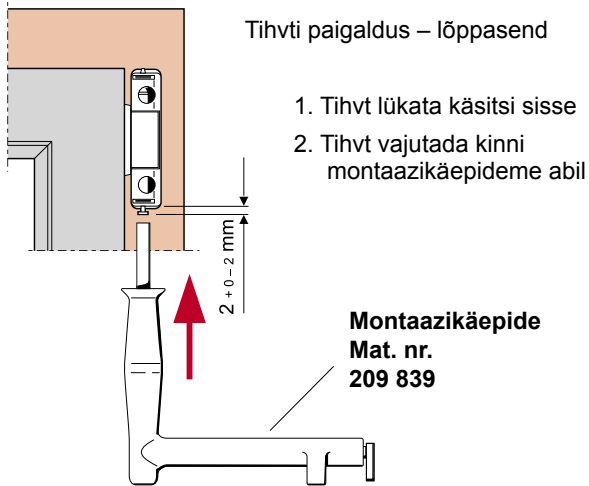 Tihvti paigaldus – lõppasend
1. Tihvt lükata käsitsi sisse
2. Tihvt vajutada kinni
montaazikäepideme abil
2 +0–2 mm
Montaazikäepide
Mat. nr.
209 839